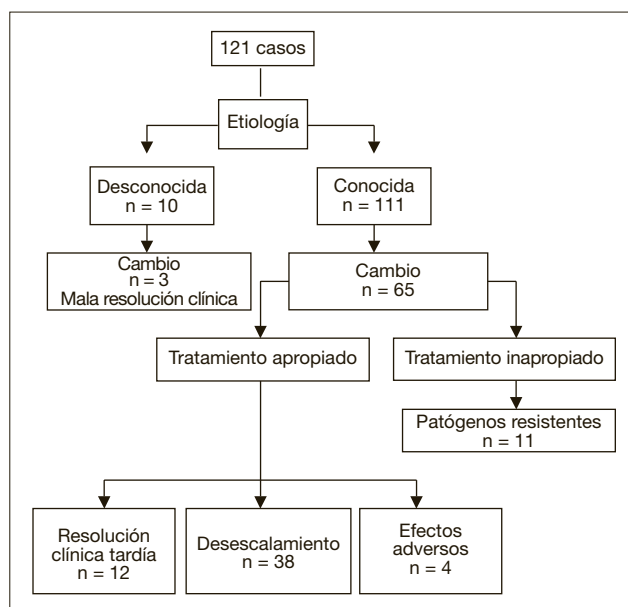 121 casos
Etiología
Desconocida
n = 10
Conocida
n = 111
Cambio
n = 3
Mala resolución clínica
Cambio
n = 65
Tratamiento apropiado
Tratamiento inapropiado
Patógenos resistentes
n = 11
Resolución
clínica tardía
n = 12
Desescalamiento
n = 38
Efectos
adversos
n = 4